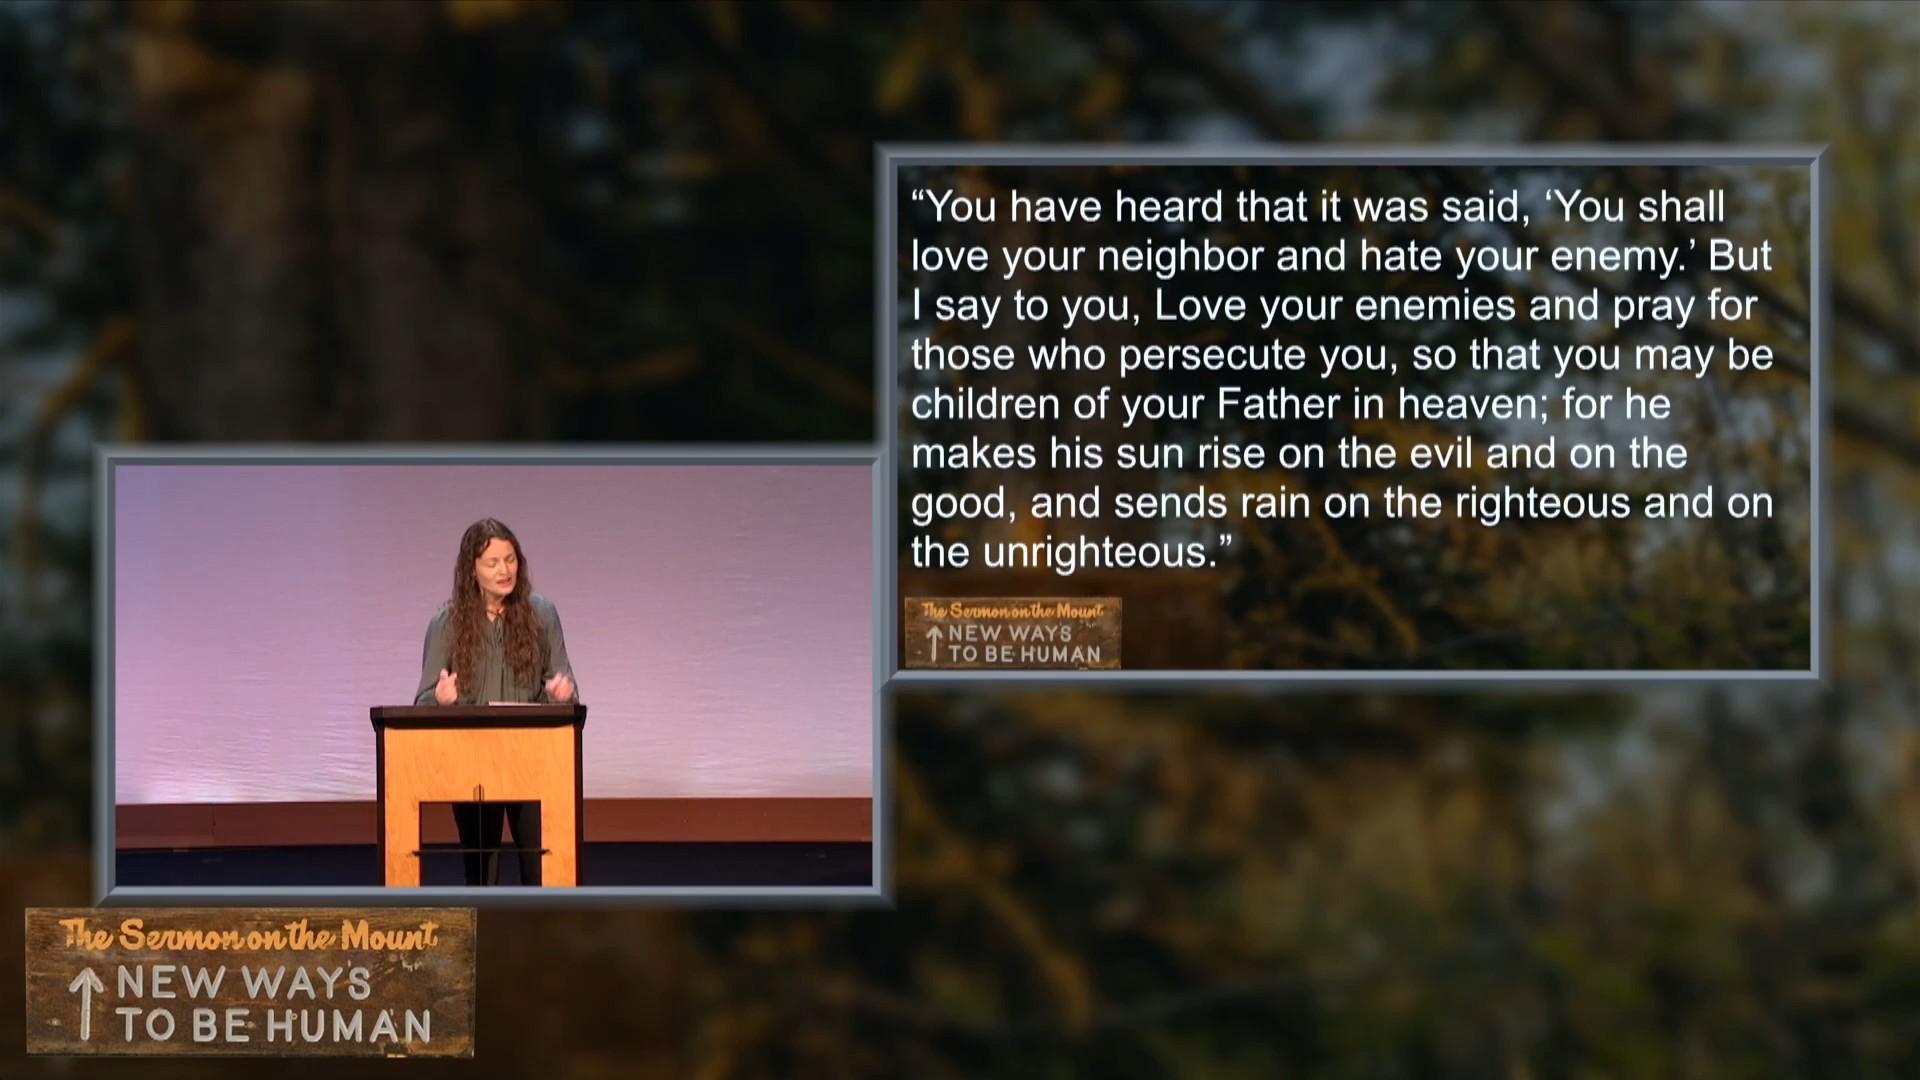 “You have heard that it was said, ‘You shall
love your neighbor and hate your enemy.’ But
I say to you, Love your enemies and pray for
those who persecute you, so that you may be
children of your Father in heaven; for he
makes his sun rise on the evil and on the
good, and sends rain on the righteous and on
the unrighteous.”
The Sermon on the Mount
NEW WAYS
TO BE HUMAN
The Sermon on the Mount
NEW WAYS
TO BE HUMAN